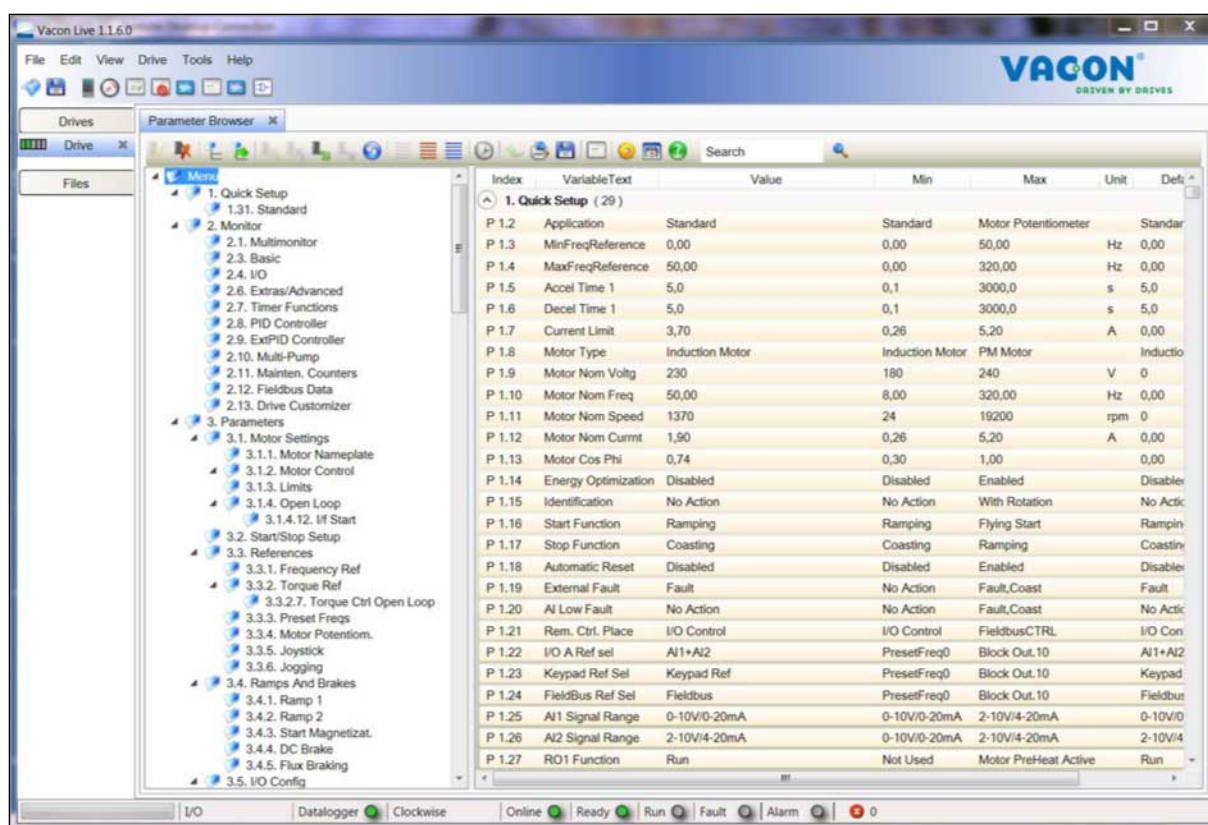 Vacon Live 1.1.6.0
File Edit View Drive Tools Help
VACON®
DRIVEN BY DRIVES
Drives
Drive
Files
Parameter Browser
Search
Menu
1. Quick Setup
1.31. Standard
2. Monitor
2.1. Multimonitor
2.3. Basic
2.4. I/O
2.6. Extras/Advanced
2.7. Timer Functions
2.8. PID Controller
2.9. ExtPID Controller
2.10. Multi-Pump
2.11. Mainten. Counters
2.12. Fieldbus Data
2.13. Drive Customizer
3. Parameters
3.1. Motor Settings
3.1.1. Motor Nameplate
3.1.2. Motor Control
3.1.3. Limits
3.1.4. Open Loop
3.1.4.12. I/f Start
3.2. Start/Stop Setup
3.3. References
3.3.1. Frequency Ref
3.3.2. Torque Ref
3.3.2.7. Torque Ctrl Open Loop
3.3.3. Preset Freqs
3.3.4. Motor Potentiom.
3.3.5. Joystick
3.3.6. Jogging
3.4. Ramps And Brakes
3.4.1. Ramp 1
3.4.2. Ramp 2
3.4.3. Start Magnetizat.
3.4.4. DC Brake
3.4.5. Flux Braking
3.5. I/O Config
Index VariableText Value Min Max Unit Defa
1. Quick Setup (29)
P 1.2 Application Standard Standard Motor Potentiometer Standar
P 1.3 MinFreqReference 0,00 0,00 50,00 Hz 0,00
P 1.4 MaxFreqReference 50,00 0,00 320,00 Hz 0,00
P 1.5 Accel Time 1 5,0 0,1 3000,0 s 5,0
P 1.6 Decel Time 1 5,0 0,1 3000,0 s 5,0
P 1.7 Current Limit 3,70 0,26 5,20 A 0,00
P 1.8 Motor Type Induction Motor Induction Motor PM Motor Inductio
P 1.9 Motor Nom Voltg 230 180 240 V 0
P 1.10 Motor Nom Freq 50,00 8,00 320,00 Hz 0,00
P 1.11 Motor Nom Speed 1370 24 19200 rpm 0
P 1.12 Motor Nom Currnt 1,90 0,26 5,20 A 0,00
P 1.13 Motor Cos Phi 0,74 0,30 1,00 0,00
P 1.14 Energy Optimization Disabled Disabled Enabled Disable
P 1.15 Identification No Action No Action With Rotation No Actic
P 1.16 Start Function Ramping Ramping Flying Start Rampin
P 1.17 Stop Function Coasting Coasting Ramping Coastin
P 1.18 Automatic Reset Disabled Disabled Enabled Disable
P 1.19 External Fault Fault No Action Fault,Coast Fault
P 1.20 AI Low Fault No Action No Action Fault,Coast No Actic
P 1.21 Rem. Ctrl. Place I/O Control I/O Control FieldbusCTRL I/O Con
P 1.22 I/O A Ref sel AI1+AI2 PresetFreq0 Block Out.10 AI1+AI2
P 1.23 Keypad Ref Sel Keypad Ref PresetFreq0 Block Out.10 Keypad
P 1.24 FieldBus Ref Sel Fieldbus PresetFreq0 Block Out.10 Fieldbus
P 1.25 AI1 Signal Range 0-10V/0-20mA 0-10V/0-20mA 2-10V/4-20mA 0-10V/0
P 1.26 AI2 Signal Range 2-10V/4-20mA 0-10V/0-20mA 2-10V/4-20mA 2-10V/4
P 1.27 RO1 Function Run Not Used Motor PreHeat Active Run
I/O Datalogger Clockwise Online Ready Run Fault Alarm 0